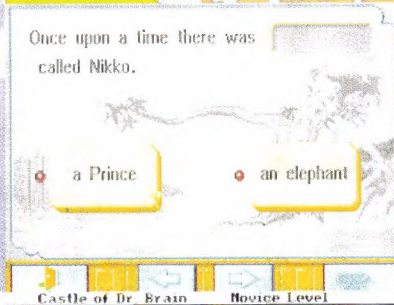 Once upon a time there was
called Nikko.
a Prince
an elephant
Castle of Dr. Brain Novice Level